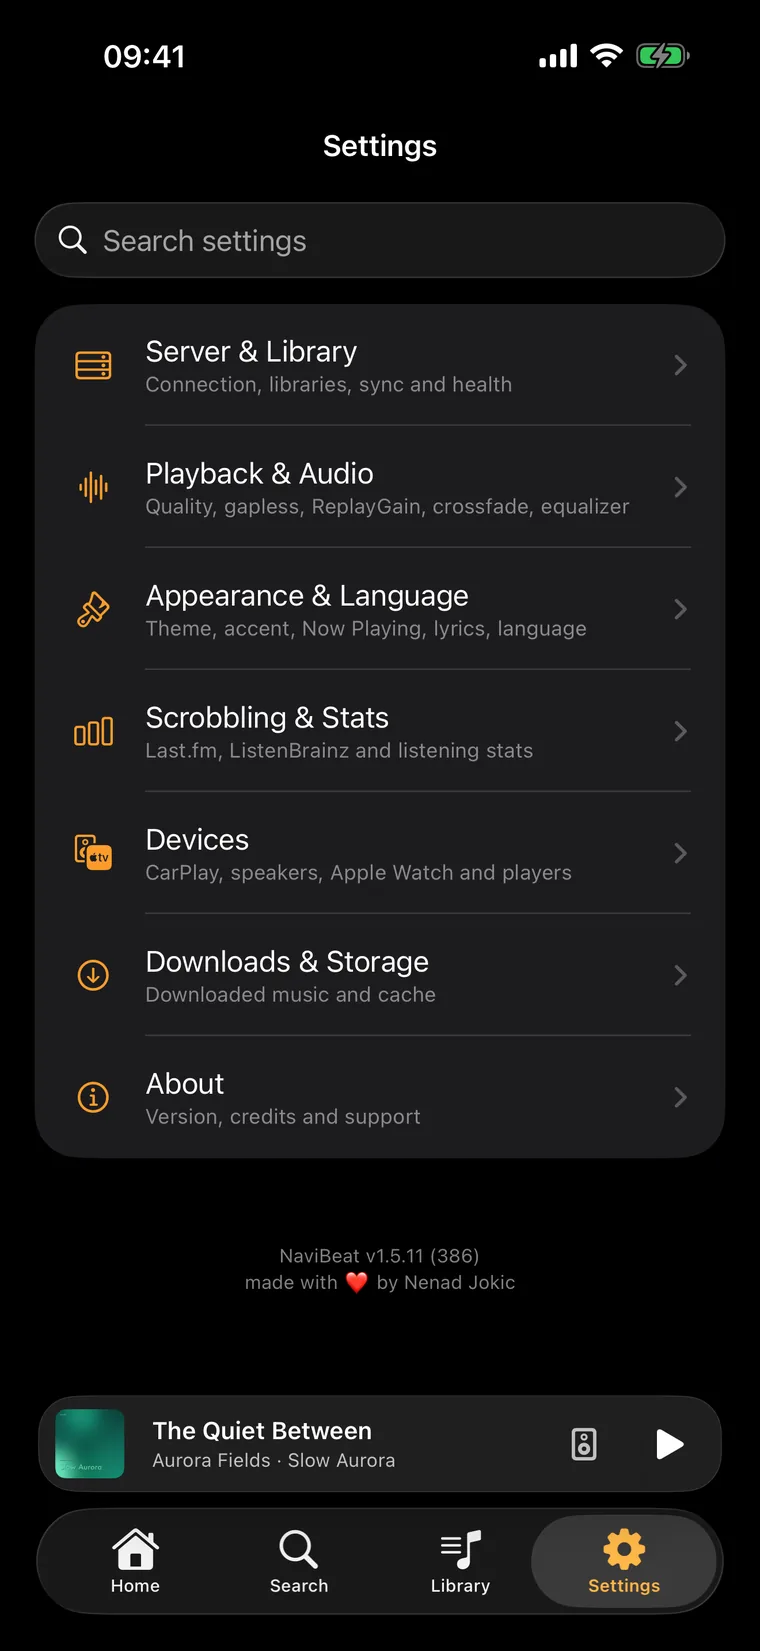 09:41
Settings
Search settings
Server & Library
Connection, libraries, sync and health
Playback & Audio
Quality, gapless, ReplayGain, crossfade, equalizer
Appearance & Language
Theme, accent, Now Playing, lyrics, language
Scrobbling & Stats
Last.fm, ListenBrainz and listening stats
tv
Devices
CarPlay, speakers, Apple Watch and players
Downloads & Storage
Downloaded music and cache
About
Version, credits and support
NaviBeat v1.5.11 (386)
made with ❤️ by Nenad Jokic
The Quiet Between
Aurora Fields · Slow Aurora
Home
Search
Library
Settings